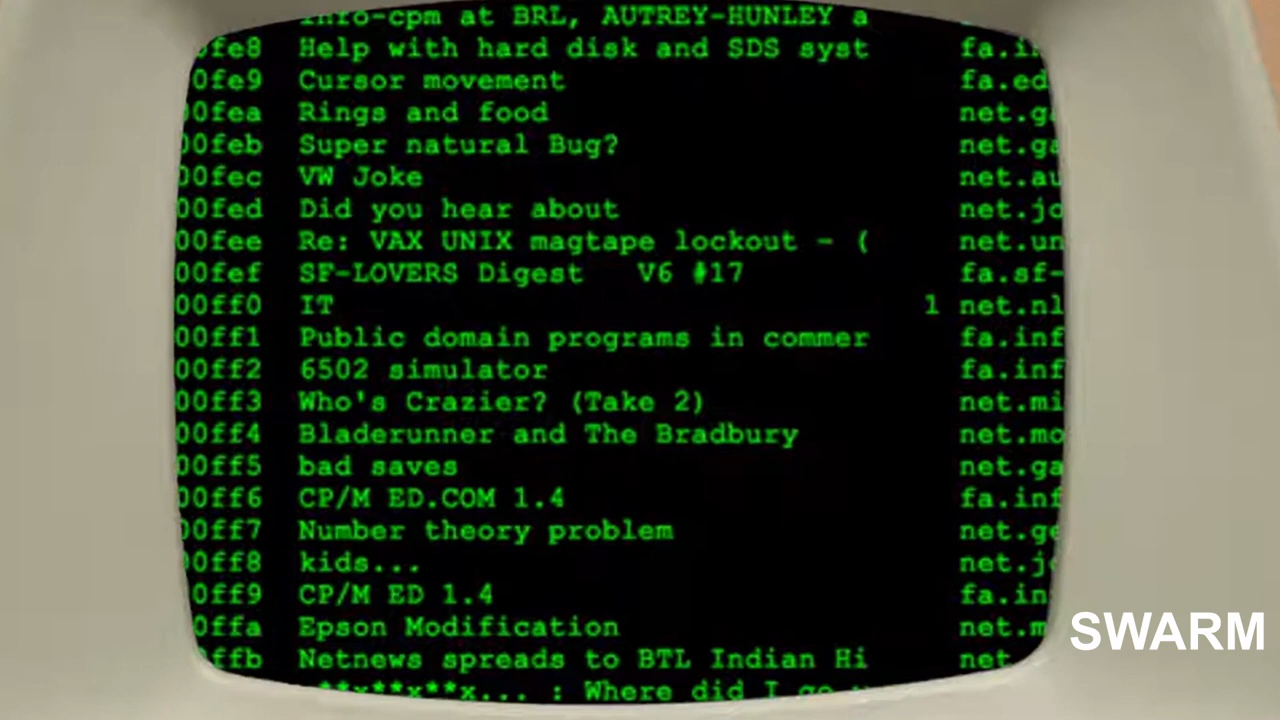 info-cpm at BRL, AUTREY-HUNLEY a
0fe8 Help with hard disk and SDS syst fa.in
00fe9 Cursor movement fa.ed
00fea Rings and food net.ga
00feb Super natural Bug? net.ga
00fec VW Joke net.au
00fed Did you hear about net.jo
00fee Re: VAX UNIX magtape lockout - ( net.un
00fef SF-LOVERS Digest V6 #17 fa.sf-
00ff0 IT 1 net.nl
00ff1 Public domain programs in commer fa.inf
00ff2 6502 simulator fa.inf
00ff3 Who's Crazier? (Take 2) net.mi
00ff4 Bladerunner and The Bradbury net.mo
00ff5 bad saves net.ga
00ff6 CP/M ED.COM 1.4 fa.inf
00ff7 Number theory problem net.ge
00ff8 kids... net.jo
00ff9 CP/M ED 1.4 fa.in
0ffa Epson Modification net.m
ffb Netnews spreads to BTL Indian Hi net.
**x**x**x... : Where did I go
SWARM